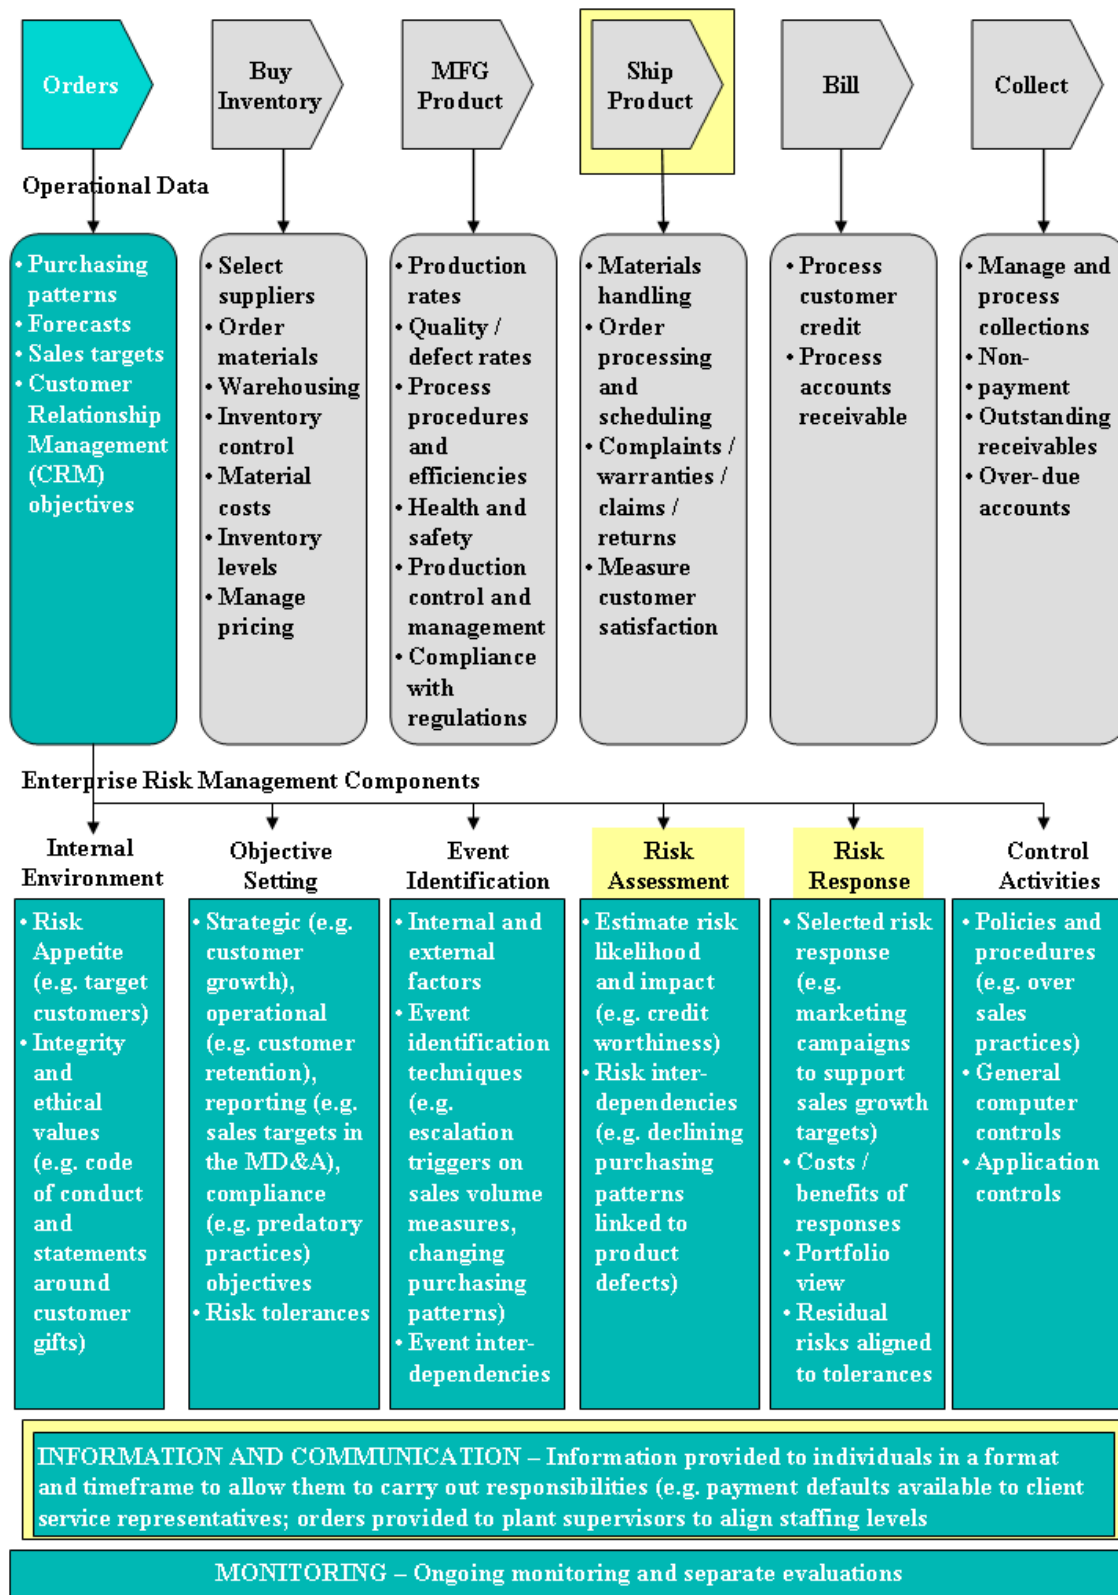 Orders
Buy
Inventory
MFG
Product
Ship
Product
Bill
Collect
Operational Data
• Purchasing
patterns
• Forecasts
• Sales targets
• Customer
Relationship
Management
(CRM)
objectives
• Select
suppliers
• Order
materials
• Warehousing
• Inventory
control
• Material
costs
• Inventory
levels
• Manage
pricing
• Production
rates
• Quality /
defect rates
• Process
procedures
and
efficiencies
• Health and
safety
• Production
control and
management
• Compliance
with
regulations
• Materials
handling
• Order
processing
and
scheduling
• Complaints /
warranties /
claims /
returns
• Measure
customer
satisfaction
• Process
customer
credit
• Process
accounts
receivable
• Manage and
process
collections
• Non-
• payment
• Outstanding
receivables
• Over-due
accounts
Enterprise Risk Management Components
Internal
Environment
Objective
Setting
Event
Identification
Risk
Assessment
Risk
Response
Control
Activities
• Risk
Appetite
(e.g. target
customers)
• Integrity
and
ethical
values
(e.g. code
of conduct
and
statements
around
customer
gifts)
• Strategic (e.g.
customer
growth),
operational
(e.g. customer
retention),
reporting (e.g.
sales targets in
the MD&A),
compliance
(e.g. predatory
practices)
objectives
• Risk tolerances
• Internal and
external
factors
• Event
identification
techniques
(e.g.
escalation
triggers on
sales volume
measures,
changing
purchasing
patterns)
• Event inter-
dependencies
• Estimate risk
likelihood
and impact
(e.g. credit
worthiness)
• Risk inter-
dependencies
(e.g. declining
purchasing
patterns
linked to
product
defects)
• Selected risk
response
(e.g.
marketing
campaigns
to support
sales growth
targets)
• Costs /
benefits of
responses
• Portfolio
view
• Residual
risks aligned
to tolerances
• Policies and
procedures
(e.g. over
sales
practices)
• General
computer
controls
• Application
controls
INFORMATION AND COMMUNICATION – Information provided to individuals in a format
and timeframe to allow them to carry out responsibilities (e.g. payment defaults available to client
service representatives; orders provided to plant supervisors to align staffing levels
MONITORING – Ongoing monitoring and separate evaluations